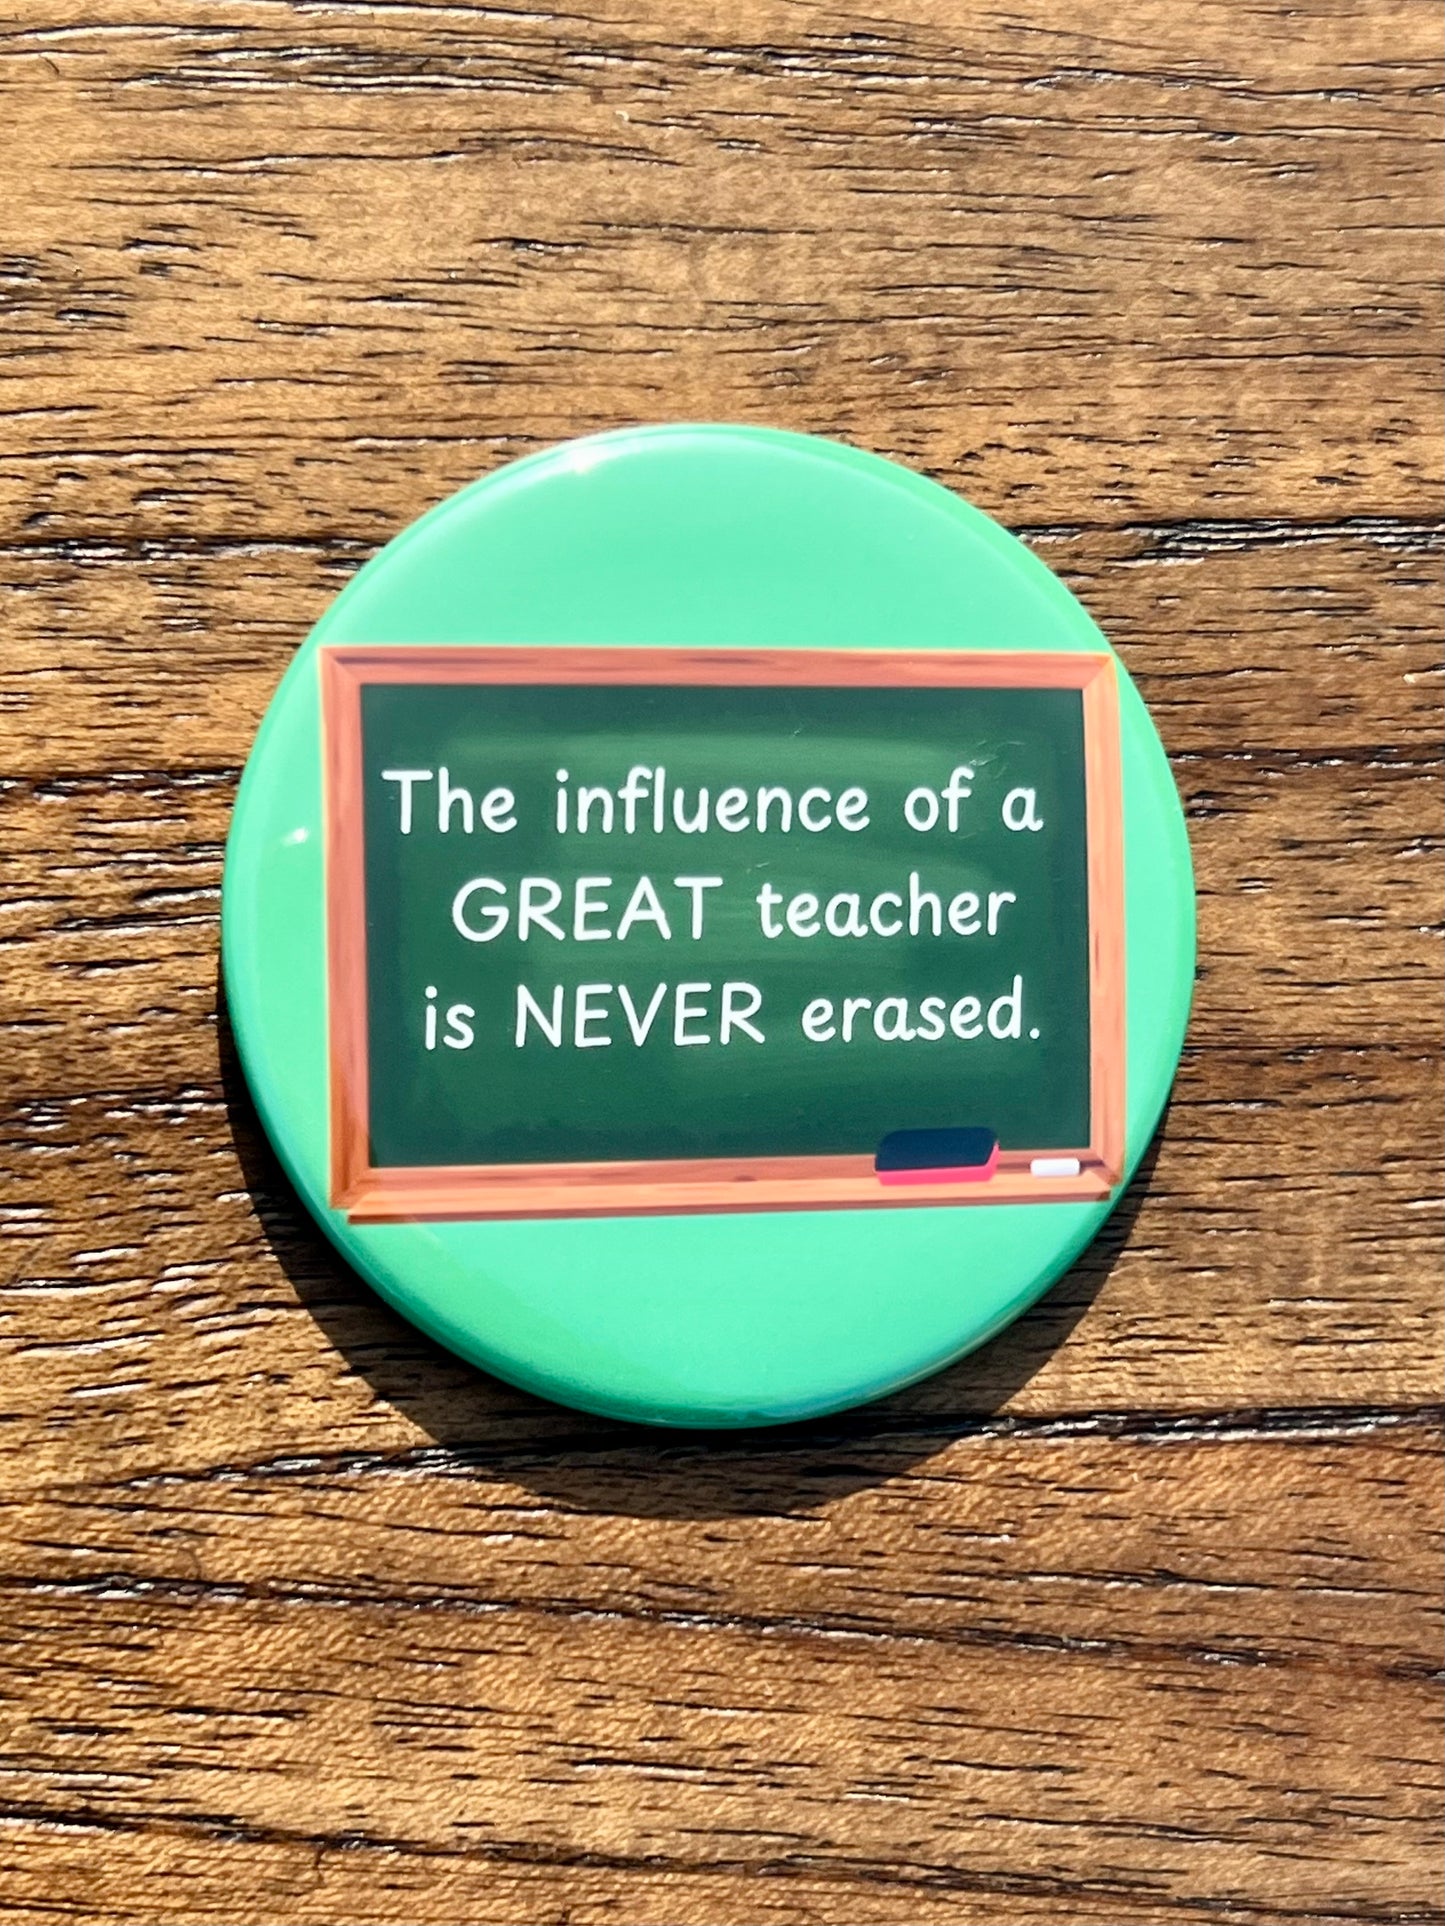 The influence of a
GREAT teacher
is NEVER erased.